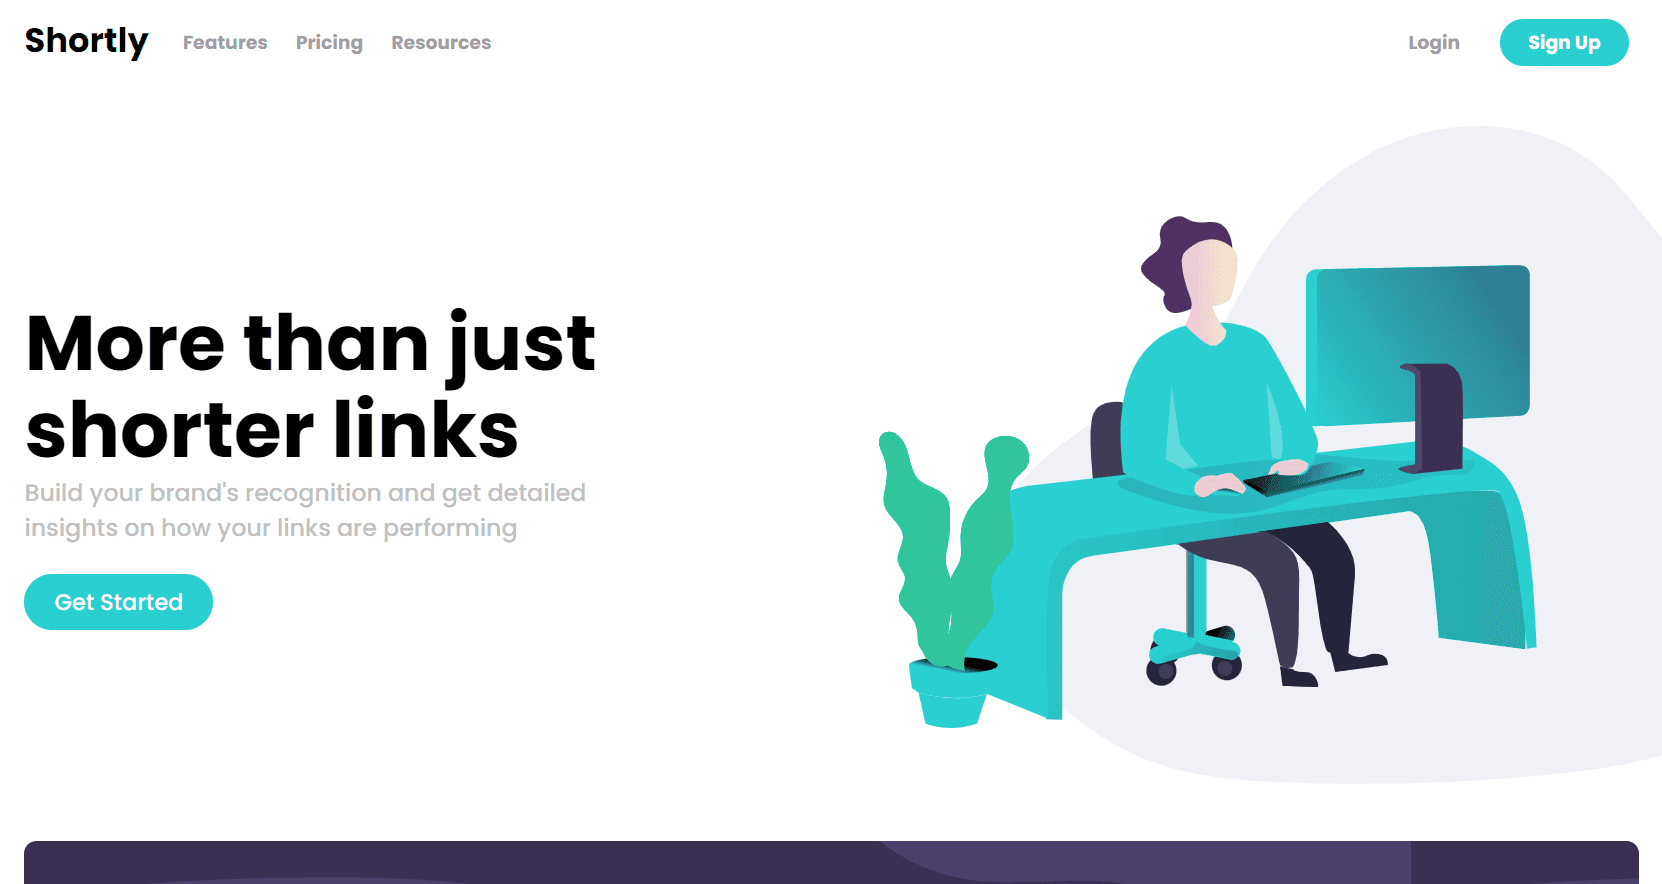 Shortly Features Pricing Resources Login Sign Up
More than just
shorter links
Build your brand's recognition and get detailed
insights on how your links are performing
Get Started